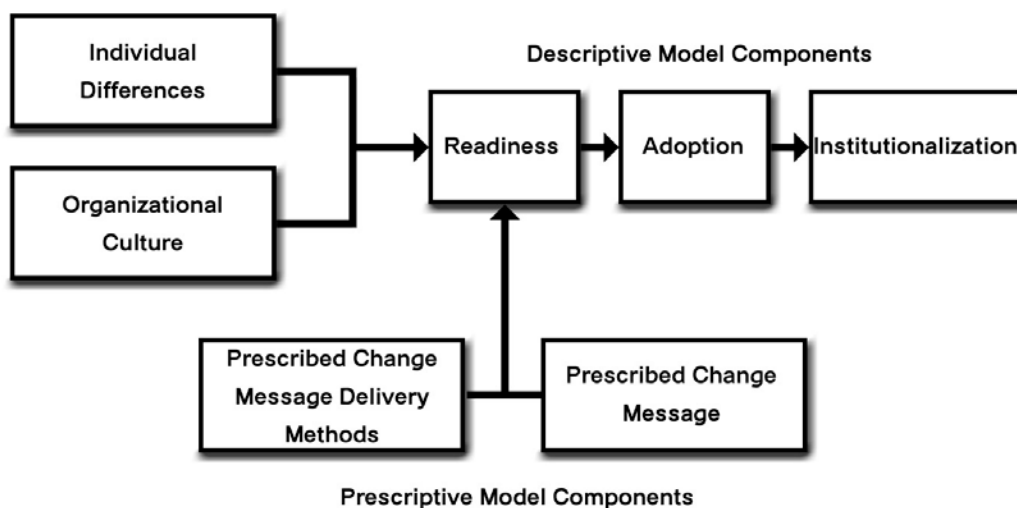 Individual
Differences
Descriptive Model Components
Readiness
Adoption
Institutionalization
Organizational
Culture
Prescribed Change
Message Delivery
Methods
Prescribed Change
Message
Prescriptive Model Components